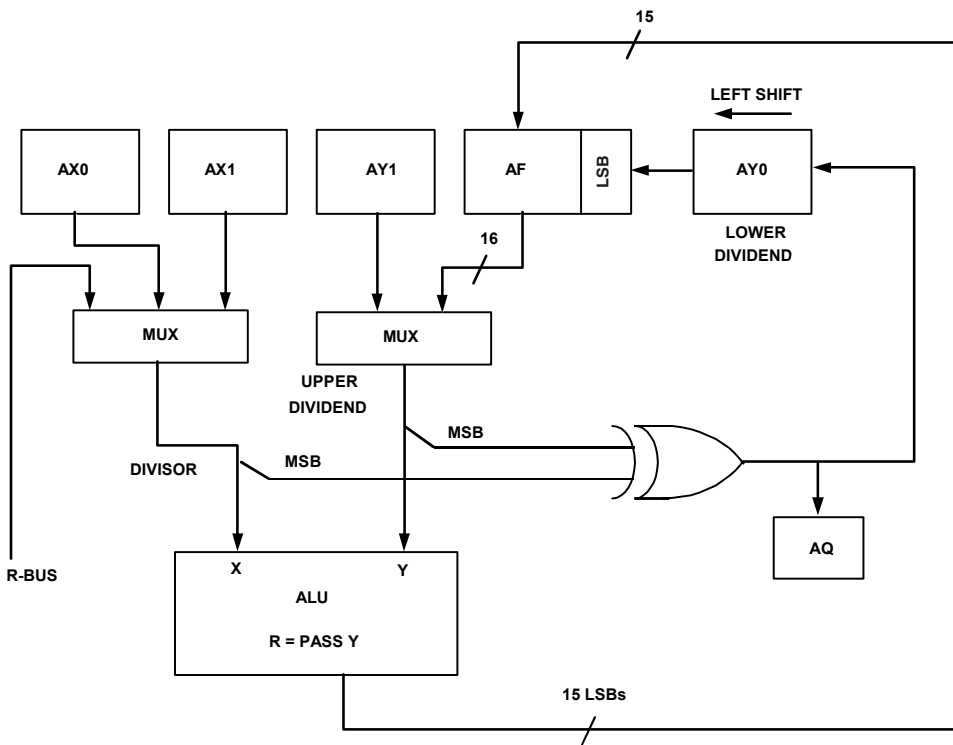 15
LEFT SHIFT
AX0
AX1
AY1
AF
LSB
AY0
LOWER
DIVIDEND
16
MUX
MUX
UPPER
DIVIDEND
MSB
DIVISOR
MSB
AQ
R-BUS
X
Y
ALU
R = PASS Y
15 LSBs